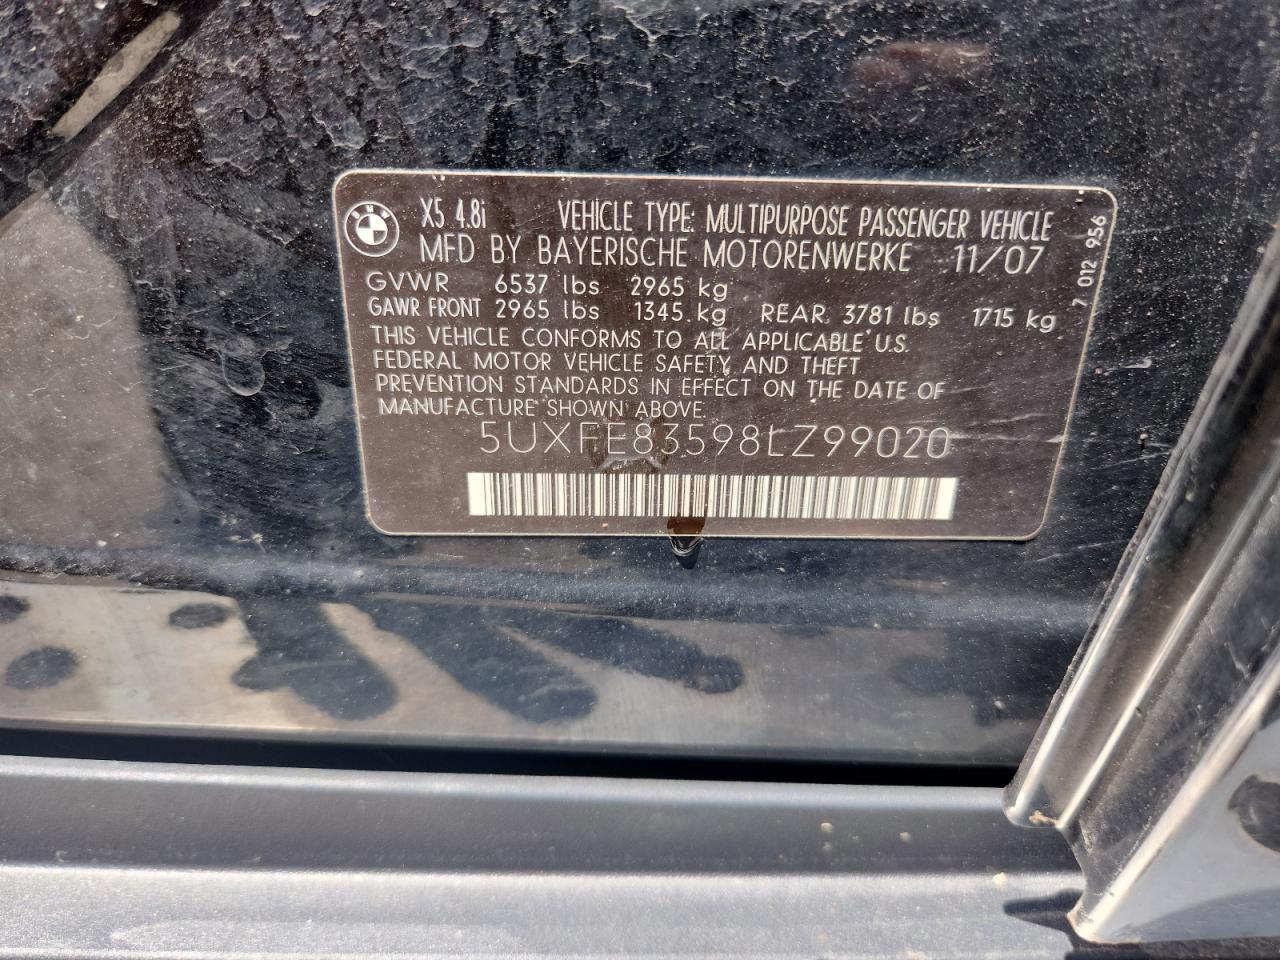 BMW
X5 4.8i VEHICLE TYPE: MULTIPURPOSE PASSENGER VEHICLE
MFD BY BAYERISCHE MOTORENWERKE 11/07
GVWR 6537 lbs 2965 kg
GAWR FRONT 2965 lbs 1345 kg REAR 3781 lbs 1715 kg
THIS VEHICLE CONFORMS TO ALL APPLICABLE U.S.
FEDERAL MOTOR VEHICLE SAFETY, AND THEFT
PREVENTION STANDARDS IN EFFECT ON THE DATE OF
MANUFACTURE SHOWN ABOVE.
5UXFE83598LZ99020
7 012 956